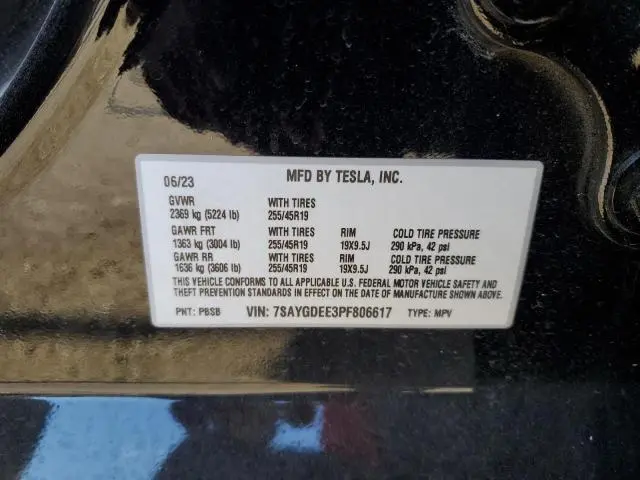 06/23 MFD BY TESLA, INC.
GVWR WITH TIRES
2369 kg (5224 lb) 255/45R19
GAWR FRT WITH TIRES RIM COLD TIRE PRESSURE
1363 kg (3004 lb) 255/45R19 19X9.5J 290 kPa, 42 psi
GAWR RR WITH TIRES RIM COLD TIRE PRESSURE
1636 kg (3606 lb) 255/45R19 19X9.5J 290 kPa, 42 psi
THIS VEHICLE CONFORMS TO ALL APPLICABLE U.S. FEDERAL MOTOR VEHICLE SAFETY AND
THEFT PREVENTION STANDARDS IN EFFECT ON THE DATE OF MANUFACTURE SHOWN ABOVE.
PNT: PBSB VIN: 7SAYGDEE3PF806617 TYPE: MPV